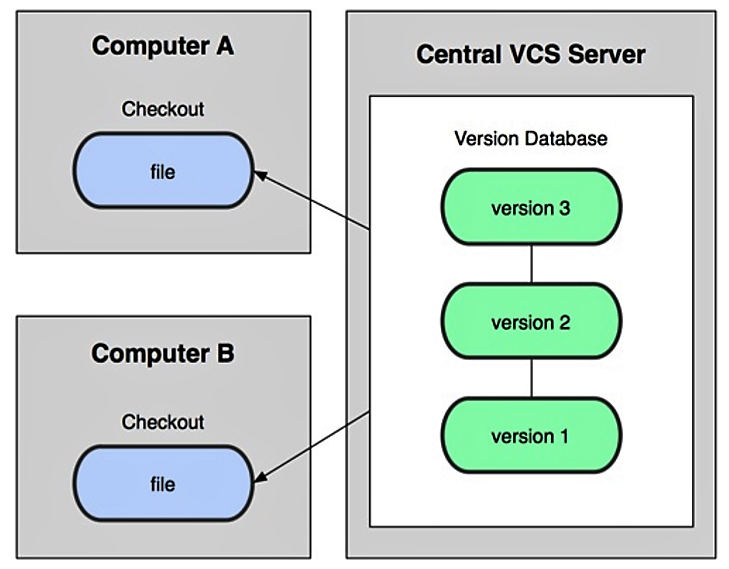 Computer A
Checkout
file
Computer B
Checkout
file
Central VCS Server
Version Database
version 3
version 2
version 1